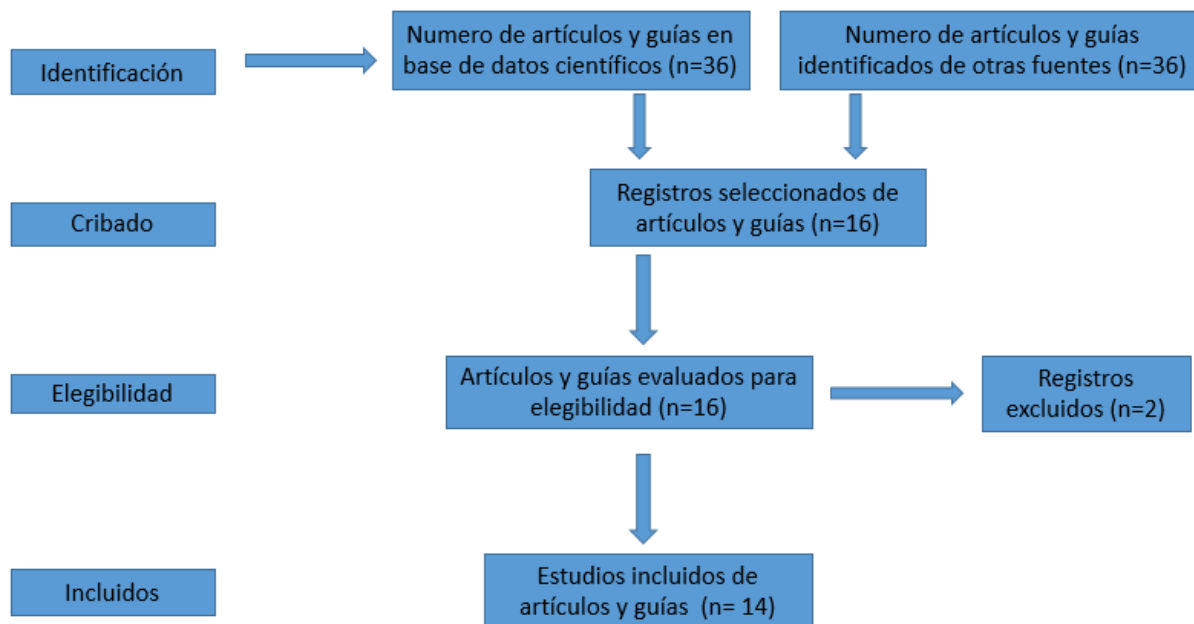 Identificación
Numero de artículos y guías en
base de datos científicos (n=36)
Numero de artículos y guías
identificados de otras fuentes (n=36)
Cribado
Registros seleccionados de
artículos y guías (n=16)
Elegibilidad
Artículos y guías evaluados para
elegibilidad (n=16)
Registros
excluidos (n=2)
Incluidos
Estudios incluidos de
artículos y guías (n= 14)